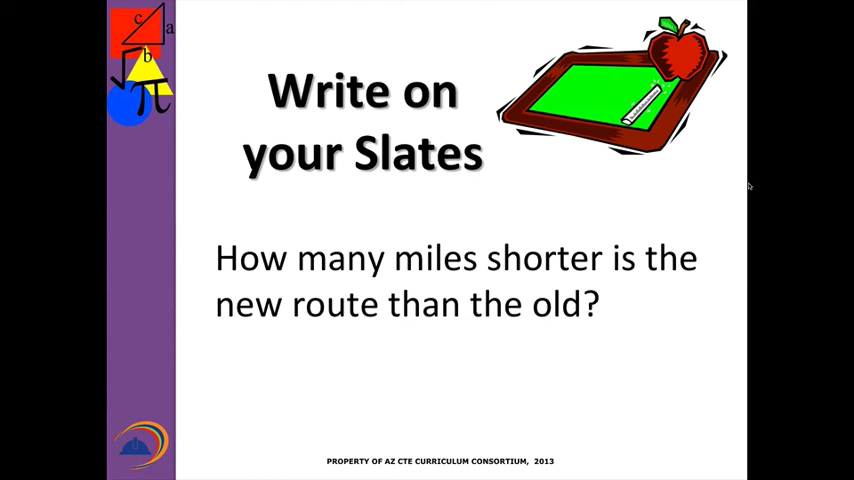 c
a
b
π
Write on
your Slates
How many miles shorter is the
new route than the old?
PROPERTY OF AZ CTE CURRICULUM CONSORTIUM, 2013